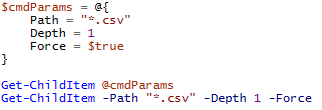 $cmdParams = @{
    Path = "*.csv"
    Depth = 1
    Force = $true
}
Get-ChildItem @cmdParams
Get-ChildItem -Path "*.csv" -Depth 1 -Force